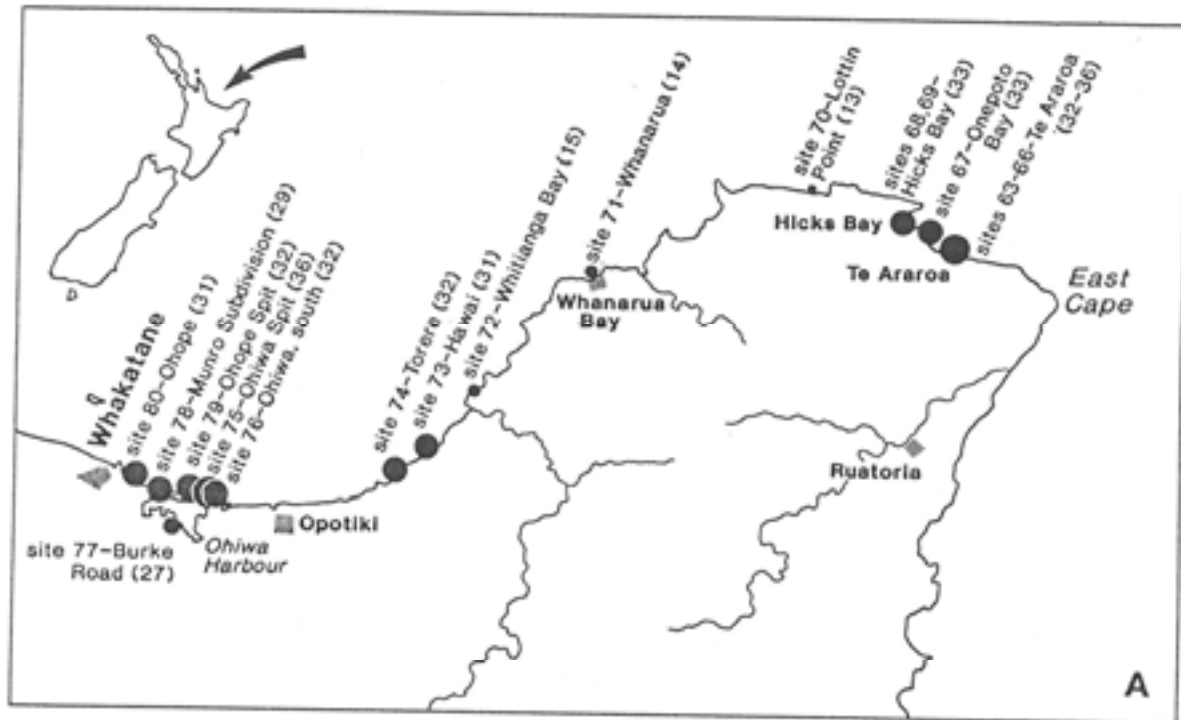 Whakatane
site 80-Ohope (31)
site 78-Munro Subdivision (29)
site 79-Ohope Spit (32)
site 75-Ohiwa Spit (36)
site 76-Ohiwa, south (32)
site 77-Burke
Road (27)
Ohiwa
Harbour
Opotiki
site 74-Torere (32)
site 73-Hawai (31)
site 72-Whitianga Bay (15)
site 71-Whanarua (14)
Whanarua
Bay
site 70-Lottin
Point (13)
sites 68,69-
Hicks Bay (33)
site 67-Onepoto
Bay (33)
sites 63-66-Te Araroa
(32-36)
Hicks Bay
Te Araroa
East
Cape
Ruatoria
A